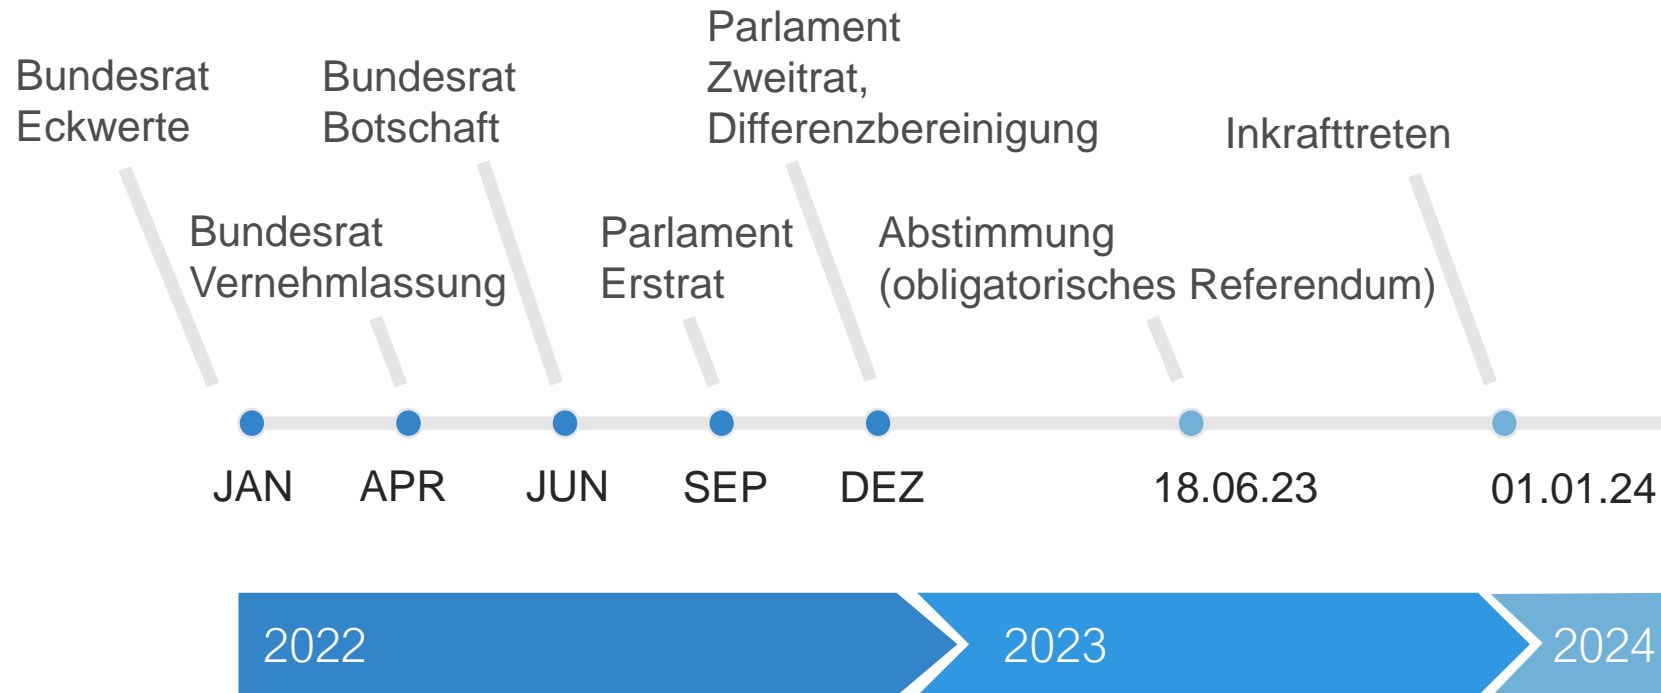 Bundesrat
Eckwerte
Bundesrat
Vernehmlassung
Bundesrat
Botschaft
Parlament
Erstrat
Parlament
Zweitrat,
Differenzbereinigung
Abstimmung
(obligatorisches Referendum)
Inkrafttreten
JAN APR JUN SEP DEZ 18.06.23 01.01.24
2022 2023 2024